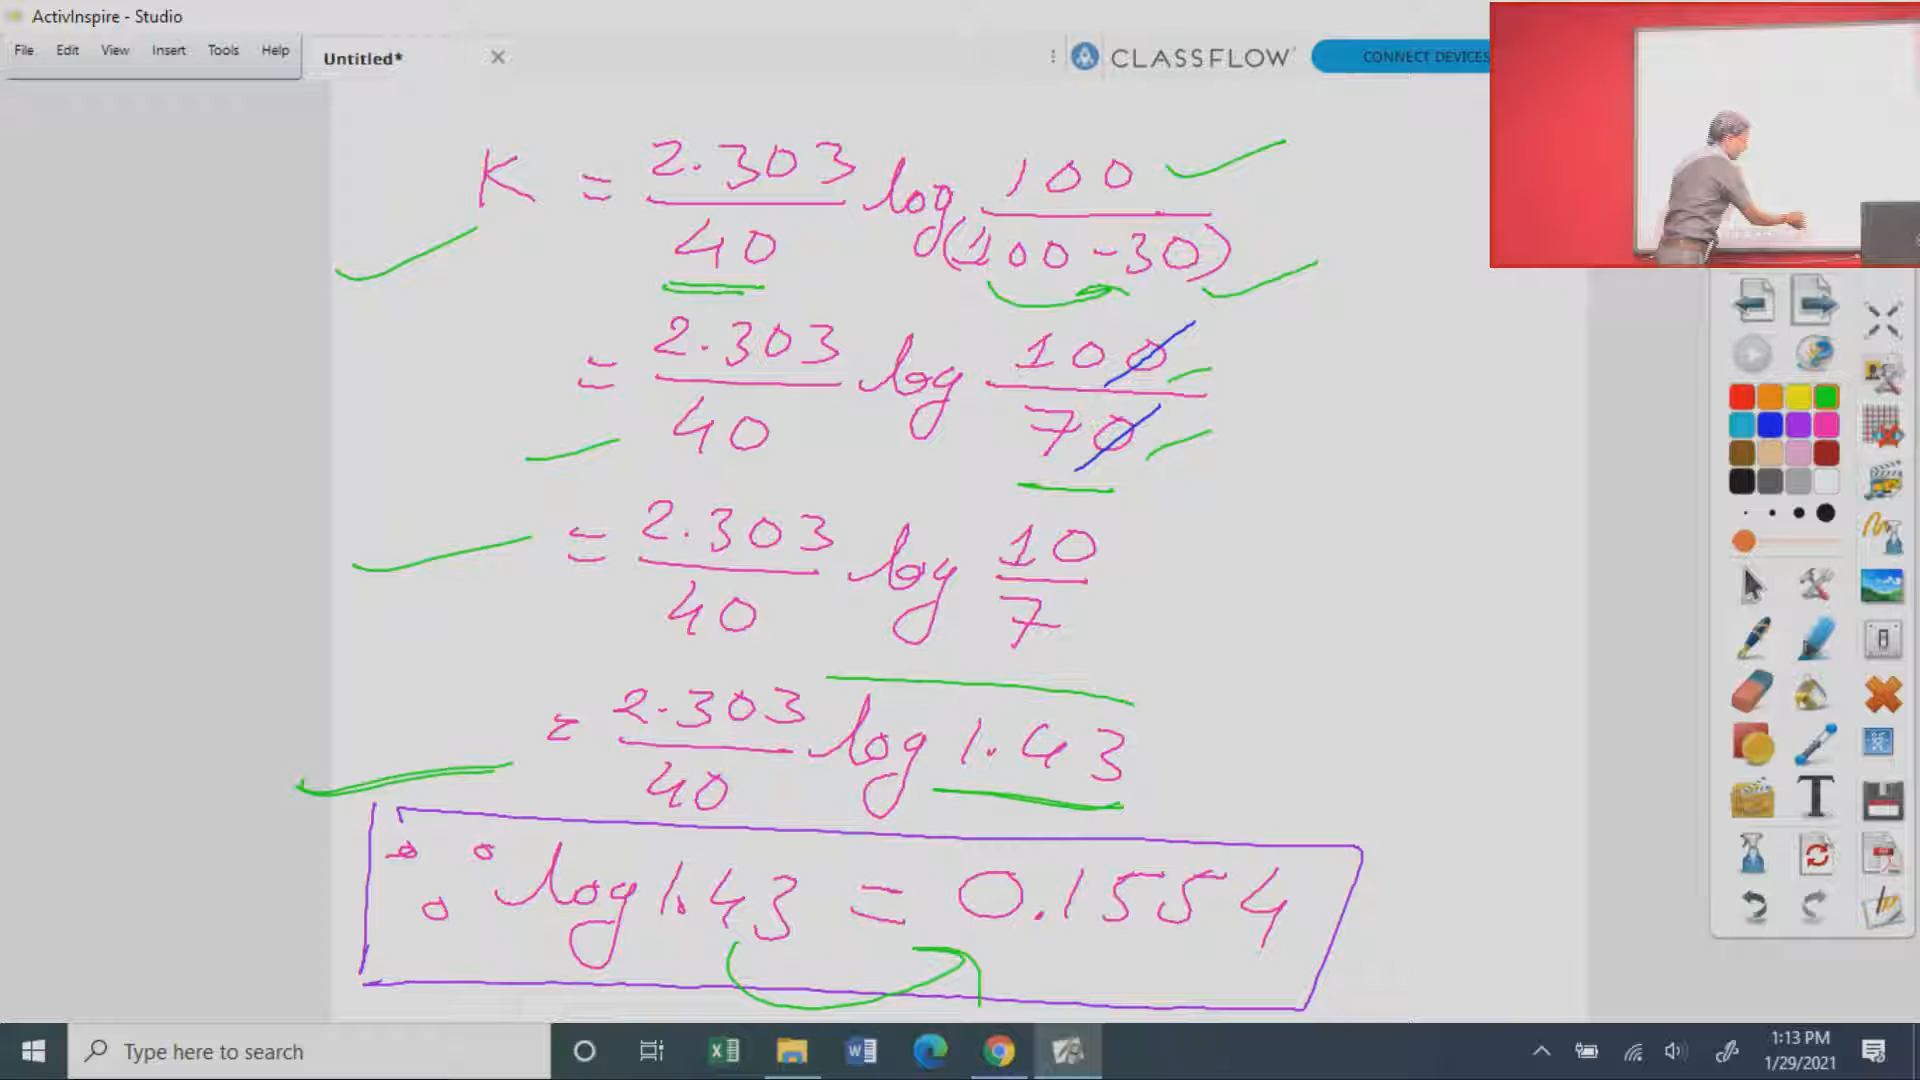 ActivInspire - Studio
File Edit View Insert Tools Help
Untitled*
CLASSFLOW
CONNECT DEVICES
K = 2.303/40 log 100/(100-30)
= 2.303/40 log 100/70
= 2.303/40 log 10/7
= 2.303/40 log 1.43
∵ log 1.43 = 0.1554
Type here to search
1:13 PM
1/29/2021